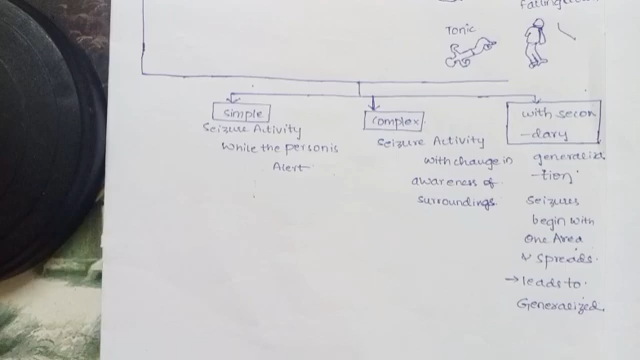 Tonic
simple
Seizure Activity
while the person is
Alert.
complex
Seizure Activity
with change in
awareness of
surroundings.
with secon
-dary
generaliza
-tion
seizures
begin with
one Area
& spreads.
→ leads to.
Generalized